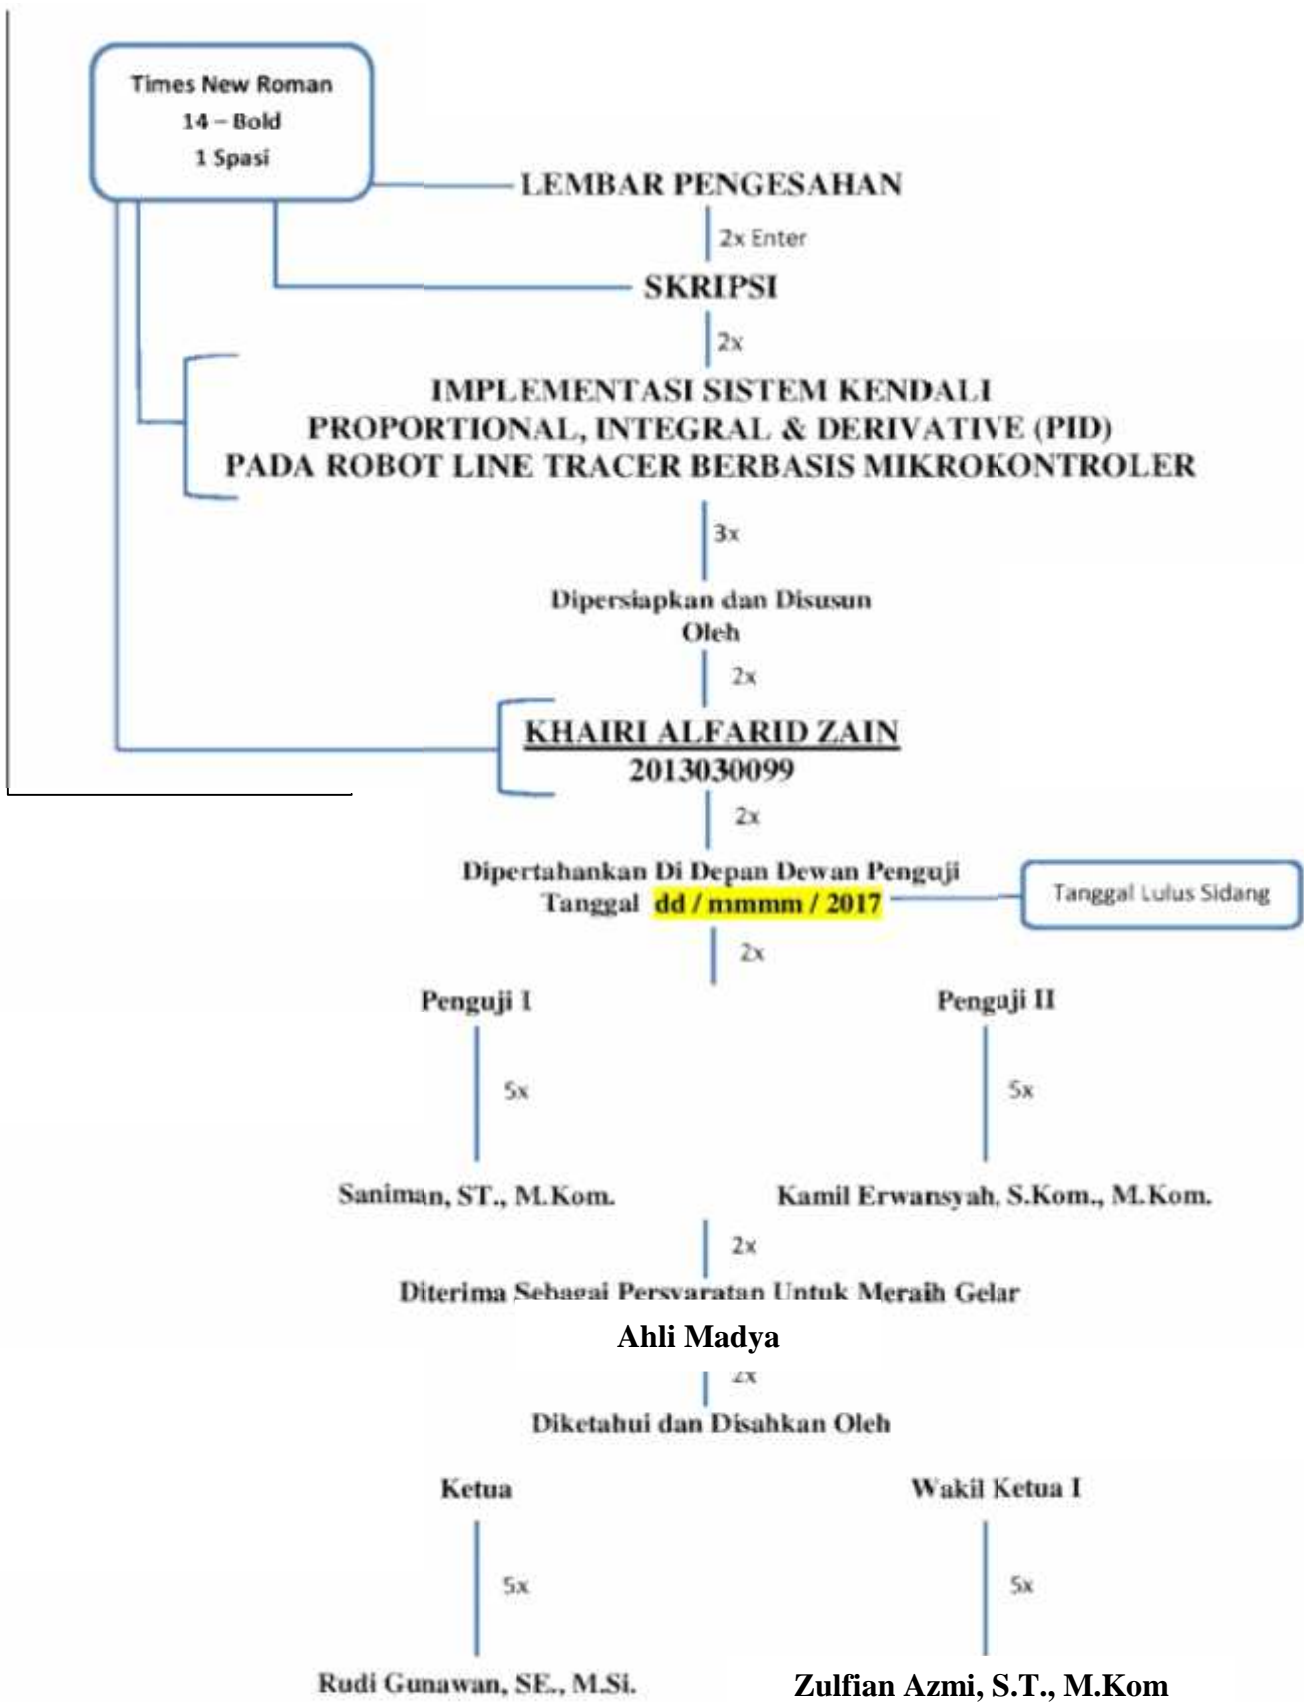 Times New Roman
14 – Bold
1 Spasi
LEMBAR PENGESAHAN
2x Enter
SKRIPSI
2x
IMPLEMENTASI SISTEM KENDALI
PROPORTIONAL, INTEGRAL & DERIVATIVE (PID)
PADA ROBOT LINE TRACER BERBASIS MIKROKONTROLER
3x
Dipersiapkan dan Disusun
Oleh
2x
KHAIRI ALFARID ZAIN
2013030099
2x
Dipertahankan Di Depan Dewan Penguji
Tanggal dd / mmmm / 2017
Tanggal Lulus Sidang
2x
Penguji I Penguji II
5x 5x
Saniman, ST., M.Kom. Kamil Erwansyah, S.Kom., M.Kom.
2x
Diterima Sebagai Persyaratan Untuk Meraih Gelar
Ahli Madya
2x
Diketahui dan Disahkan Oleh
Ketua Wakil Ketua I
5x 5x
Rudi Gunawan, SE., M.Si. Zulfian Azmi, S.T., M.Kom